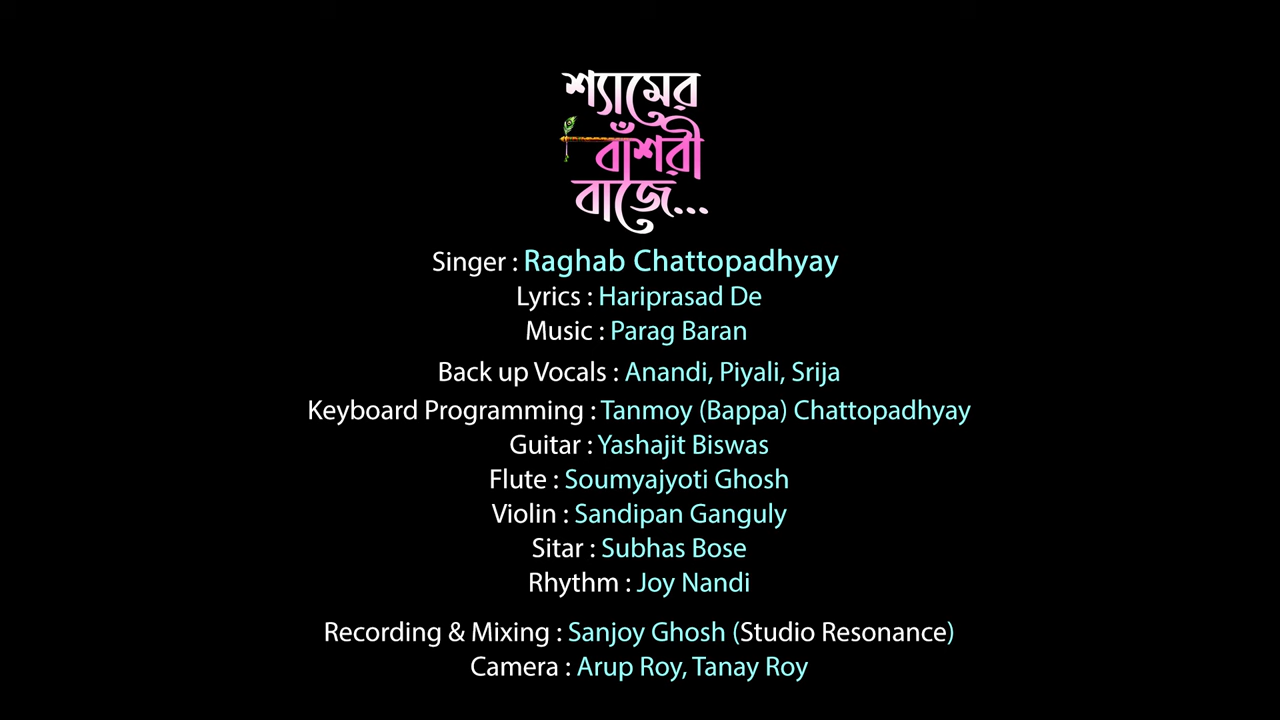 শ্যামের
বাঁশরী
বাজে...
Singer : Raghab Chattopadhyay
Lyrics : Hariprasad De
Music : Parag Baran
Back up Vocals : Anandi, Piyali, Srija
Keyboard Programming : Tanmoy (Bappa) Chattopadhyay
Guitar : Yashajit Biswas
Flute : Soumyajyoti Ghosh
Violin : Sandipan Ganguly
Sitar : Subhas Bose
Rhythm : Joy Nandi
Recording & Mixing : Sanjoy Ghosh (Studio Resonance)
Camera : Arup Roy, Tanay Roy